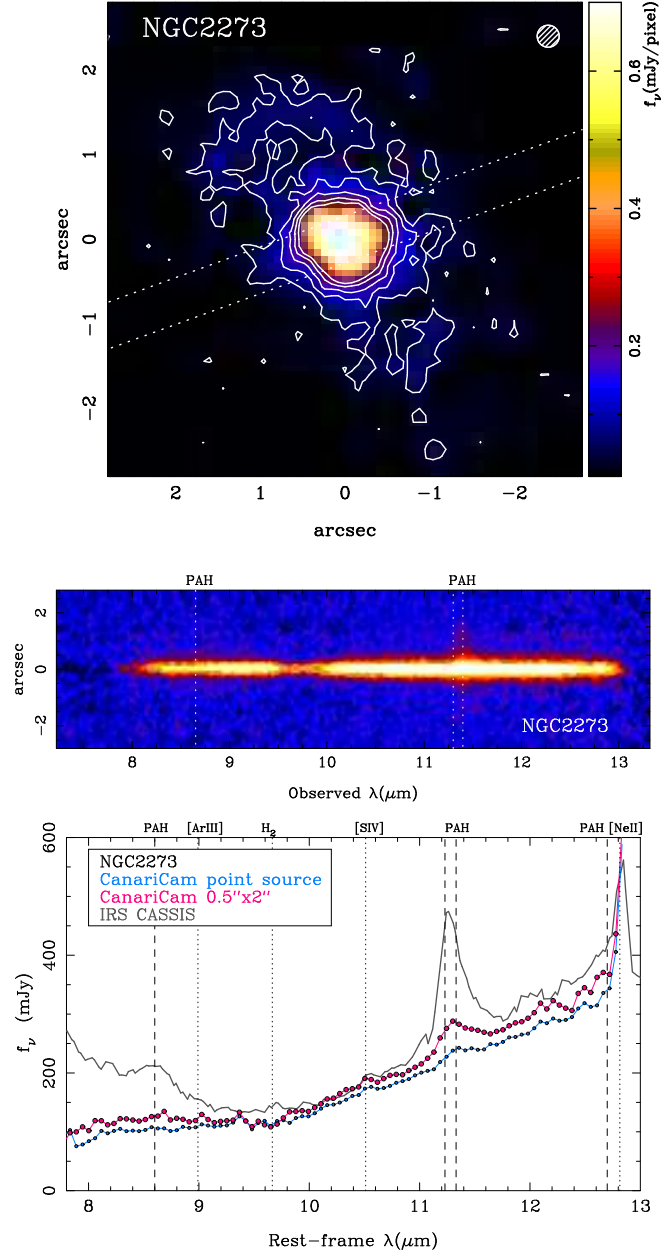 NGC2273
f_ν(mJy/pixel)
0.6
0.4
0.2
arcsec
2
1
0
−1
−2
2 1 0 −1 −2
arcsec
PAH PAH
arcsec
2
0
−2
NGC2273
8 9 10 11 12 13
Observed λ(μm)
PAH [ArIII] H₂ [SIV] PAH PAH [NeII]
f_ν (mJy)
600
400
200
0
NGC2273
CanariCam point source
CanariCam 0.5"x2"
IRS CASSIS
8 9 10 11 12 13
Rest−frame λ(μm)